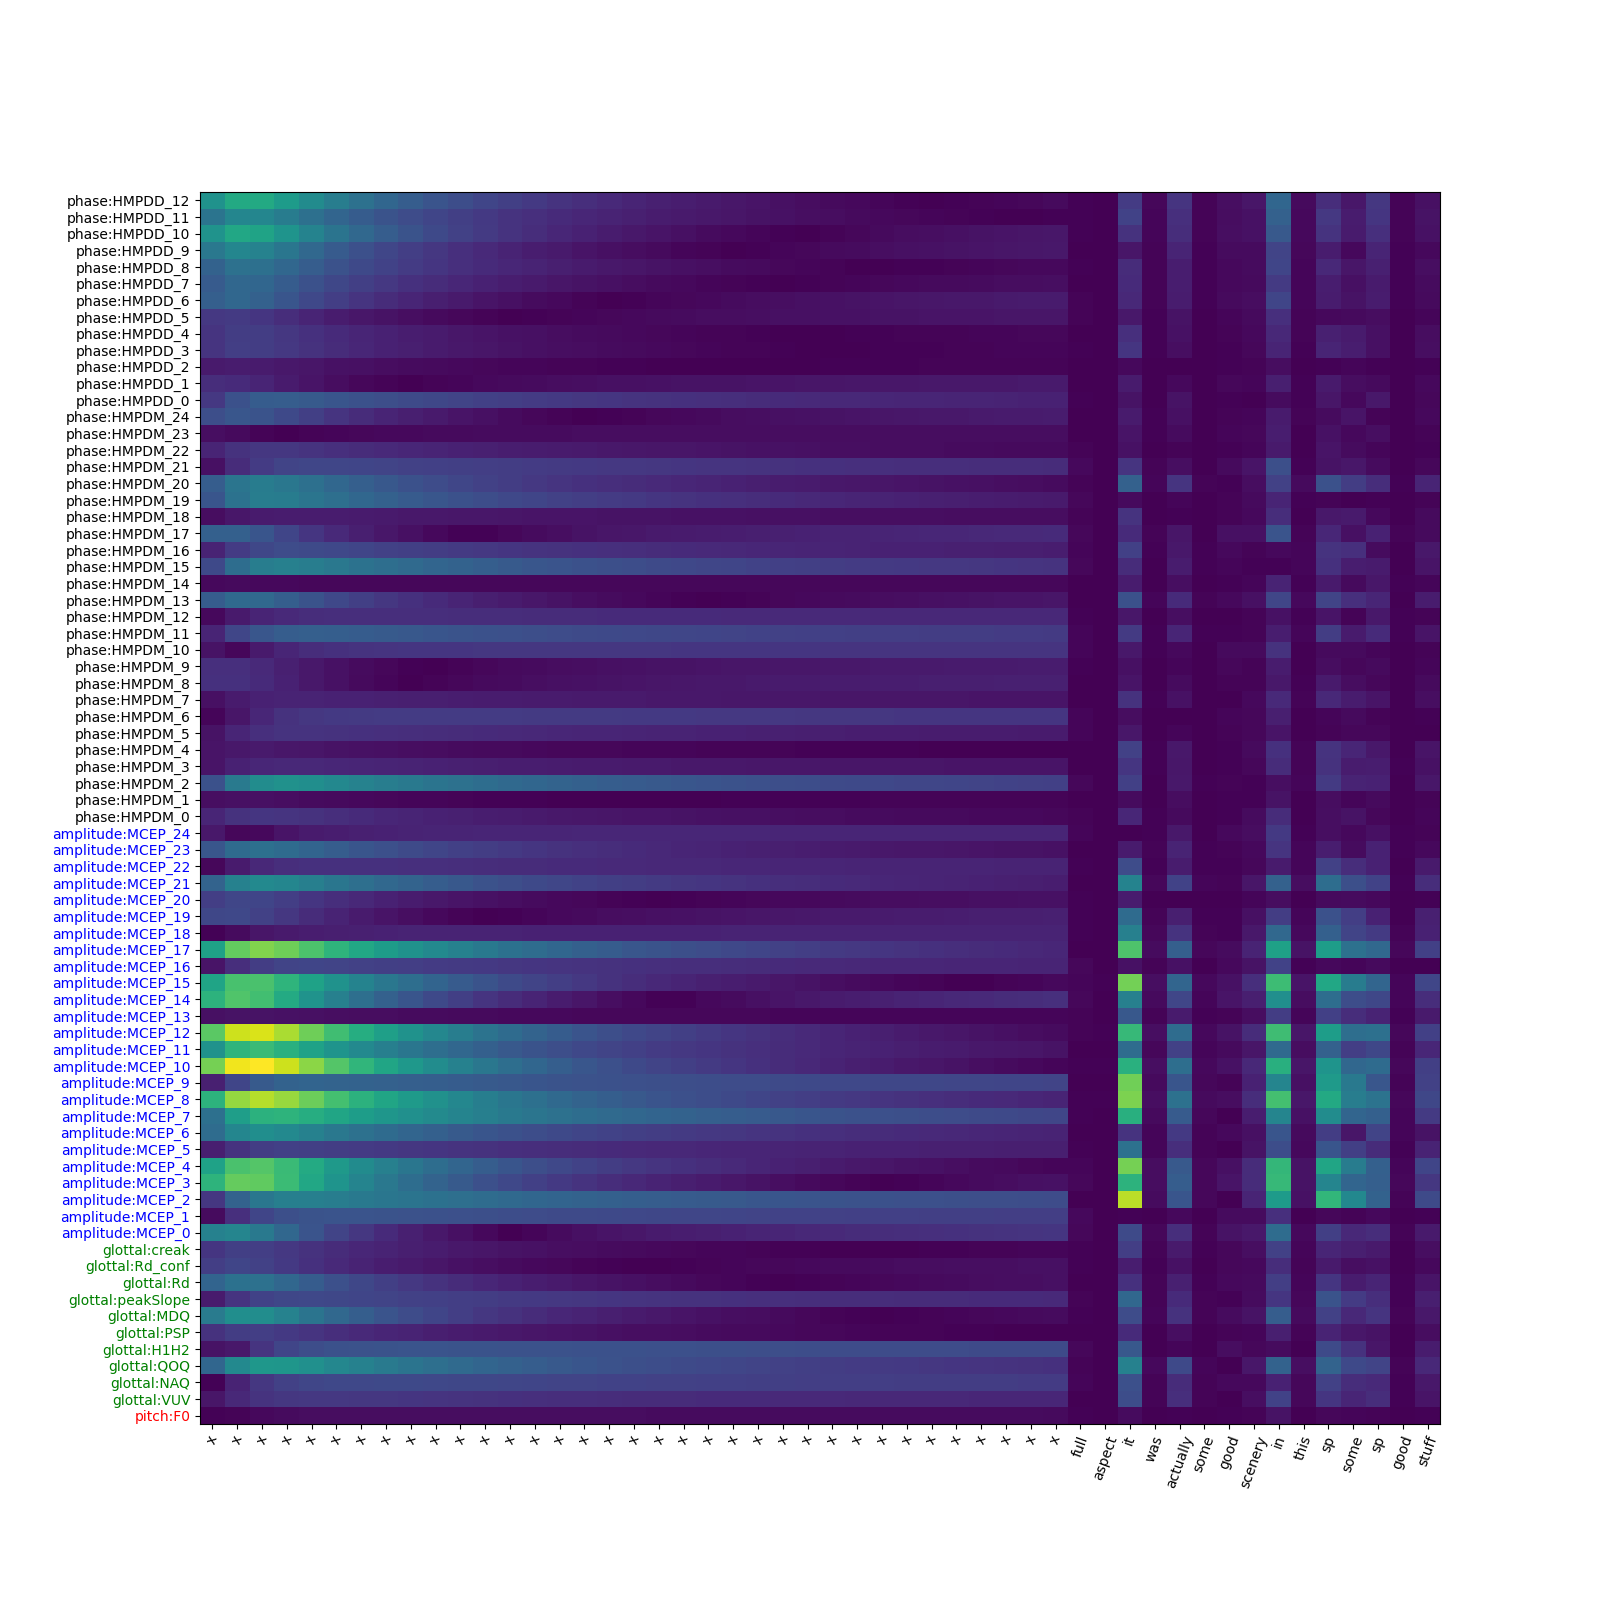 phase:HMPDD_12
phase:HMPDD_11
phase:HMPDD_10
phase:HMPDD_9
phase:HMPDD_8
phase:HMPDD_7
phase:HMPDD_6
phase:HMPDD_5
phase:HMPDD_4
phase:HMPDD_3
phase:HMPDD_2
phase:HMPDD_1
phase:HMPDD_0
phase:HMPDM_24
phase:HMPDM_23
phase:HMPDM_22
phase:HMPDM_21
phase:HMPDM_20
phase:HMPDM_19
phase:HMPDM_18
phase:HMPDM_17
phase:HMPDM_16
phase:HMPDM_15
phase:HMPDM_14
phase:HMPDM_13
phase:HMPDM_12
phase:HMPDM_11
phase:HMPDM_10
phase:HMPDM_9
phase:HMPDM_8
phase:HMPDM_7
phase:HMPDM_6
phase:HMPDM_5
phase:HMPDM_4
phase:HMPDM_3
phase:HMPDM_2
phase:HMPDM_1
phase:HMPDM_0
amplitude:MCEP_24
amplitude:MCEP_23
amplitude:MCEP_22
amplitude:MCEP_21
amplitude:MCEP_20
amplitude:MCEP_19
amplitude:MCEP_18
amplitude:MCEP_17
amplitude:MCEP_16
amplitude:MCEP_15
amplitude:MCEP_14
amplitude:MCEP_13
amplitude:MCEP_12
amplitude:MCEP_11
amplitude:MCEP_10
amplitude:MCEP_9
amplitude:MCEP_8
amplitude:MCEP_7
amplitude:MCEP_6
amplitude:MCEP_5
amplitude:MCEP_4
amplitude:MCEP_3
amplitude:MCEP_2
amplitude:MCEP_1
amplitude:MCEP_0
glottal:creak
glottal:Rd_conf
glottal:Rd
glottal:peakSlope
glottal:MDQ
glottal:PSP
glottal:H1H2
glottal:QOQ
glottal:NAQ
glottal:VUV
pitch:F0
x x x x x x x x x x x x x x x x x x x x x x x x x x x x x x x x x x x full aspect it was actually some good scenery in this sp some sp good stuff